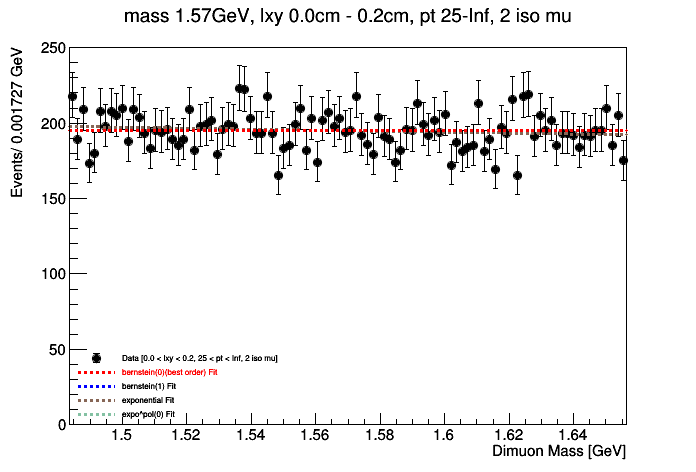 mass 1.57GeV, lxy 0.0cm - 0.2cm, pt 25-Inf, 2 iso mu
Events/ 0.001727 GeV
250
200
150
100
50
0
Data [0.0 < lxy < 0.2, 25 < pt < Inf, 2 iso mu]
bernstein(0)(best order) Fit
bernstein(1) Fit
exponential Fit
expo*pol(0) Fit
1.5 1.52 1.54 1.56 1.58 1.6 1.62 1.64
Dimuon Mass [GeV]